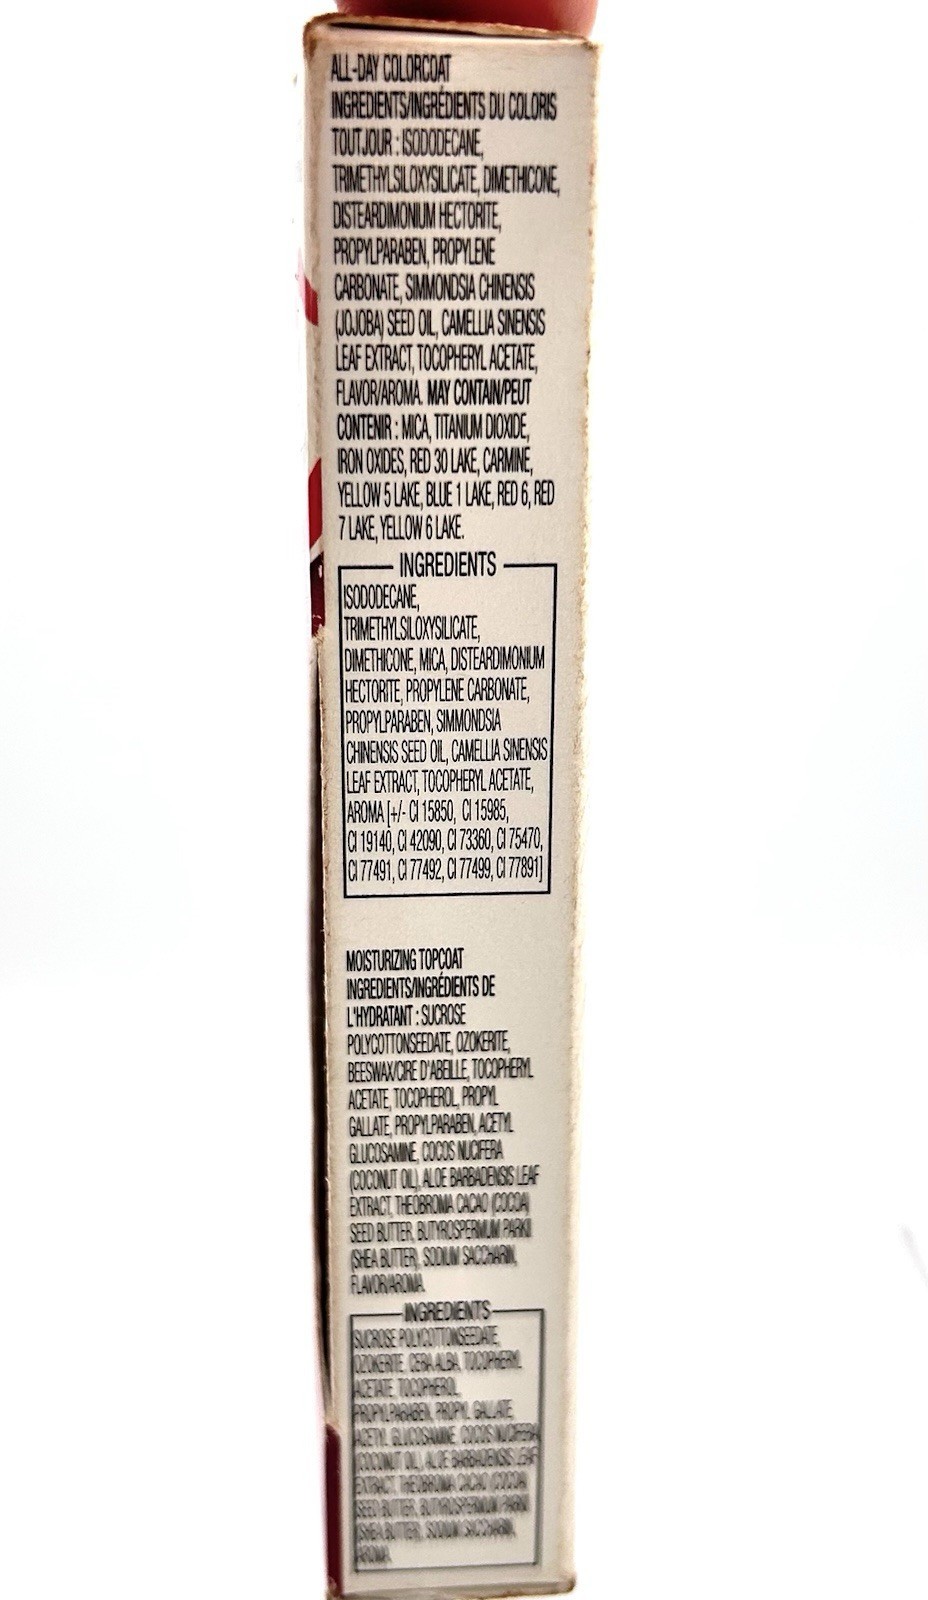 ALL-DAY COLORCOAT
INGREDIENTS/INGRÉDIENTS DU COLORIS
TOUT JOUR : ISODODECANE,
TRIMETHYLSILOXYSILICATE, DIMETHICONE,
DISTEARDIMONIUM HECTORITE,
PROPYLPARABEN, PROPYLENE
CARBONATE, SIMMONDSIA CHINENSIS
(JOJOBA) SEED OIL, CAMELLIA SINENSIS
LEAF EXTRACT, TOCOPHERYL ACETATE,
FLAVOR/AROMA. MAY CONTAIN/PEUT
CONTENIR : MICA, TITANIUM DIOXIDE,
IRON OXIDES, RED 30 LAKE, CARMINE,
YELLOW 5 LAKE, BLUE 1 LAKE, RED 6, RED
7 LAKE, YELLOW 6 LAKE.
INGREDIENTS
ISODODECANE,
TRIMETHYLSILOXYSILICATE,
DIMETHICONE, MICA, DISTEARDIMONIUM
HECTORITE, PROPYLENE CARBONATE,
PROPYLPARABEN, SIMMONDSIA
CHINENSIS SEED OIL, CAMELLIA SINENSIS
LEAF EXTRACT, TOCOPHERYL ACETATE,
AROMA [+/- CI 15850, CI 15985,
CI 19140, CI 42090, CI 73360, CI 75470,
CI 77491, CI 77492, CI 77499, CI 77891]
MOISTURIZING TOPCOAT
INGREDIENTS/INGRÉDIENTS DE
L'HYDRATANT : SUCROSE
POLYCOTTONSEEDATE, OZOKERITE,
BEESWAX/CIRE D'ABEILLE, TOCOPHERYL
ACETATE, TOCOPHEROL, PROPYL
GALLATE, PROPYLPARABEN, ACETYL
GLUCOSAMINE, COCOS NUCIFERA
(COCONUT OIL), ALOE BARBADENSIS LEAF
EXTRACT, THEOBROMA CACAO (COCOA)
SEED BUTTER, BUTYROSPERMUM PARKII
(SHEA BUTTER), SODIUM SACCHARIN,
FLAVOR/AROMA.
INGREDIENTS
SUCROSE POLYCOTTONSEEDATE,
OZOKERITE, CERA ALBA, TOCOPHERYL
ACETATE, TOCOPHEROL,
PROPYLPARABEN, PROPYL GALLATE,
ACETYL GLUCOSAMINE, COCOS NUCIFERA
(COCONUT OIL), ALOE BARBADENSIS LEAF
EXTRACT, THEOBROMA CACAO (COCOA)
SEED BUTTER, BUTYROSPERMUM PARKII
(SHEA BUTTER), SODIUM SACCHARIN,
AROMA.